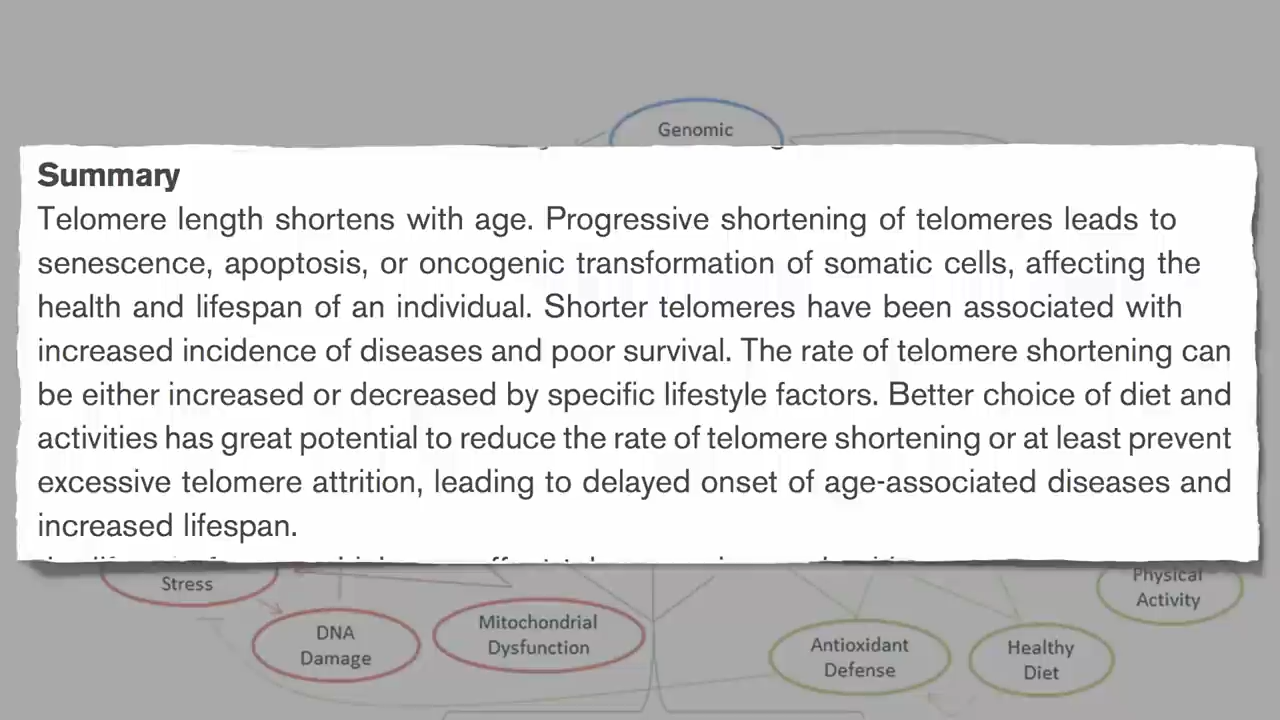 Genomic
Summary
Telomere length shortens with age. Progressive shortening of telomeres leads to
senescence, apoptosis, or oncogenic transformation of somatic cells, affecting the
health and lifespan of an individual. Shorter telomeres have been associated with
increased incidence of diseases and poor survival. The rate of telomere shortening can
be either increased or decreased by specific lifestyle factors. Better choice of diet and
activities has great potential to reduce the rate of telomere shortening or at least prevent
excessive telomere attrition, leading to delayed onset of age-associated diseases and
increased lifespan.
Stress
DNA
Damage
Mitochondrial
Dysfunction
Antioxidant
Defense
Healthy
Diet
Physical
Activity